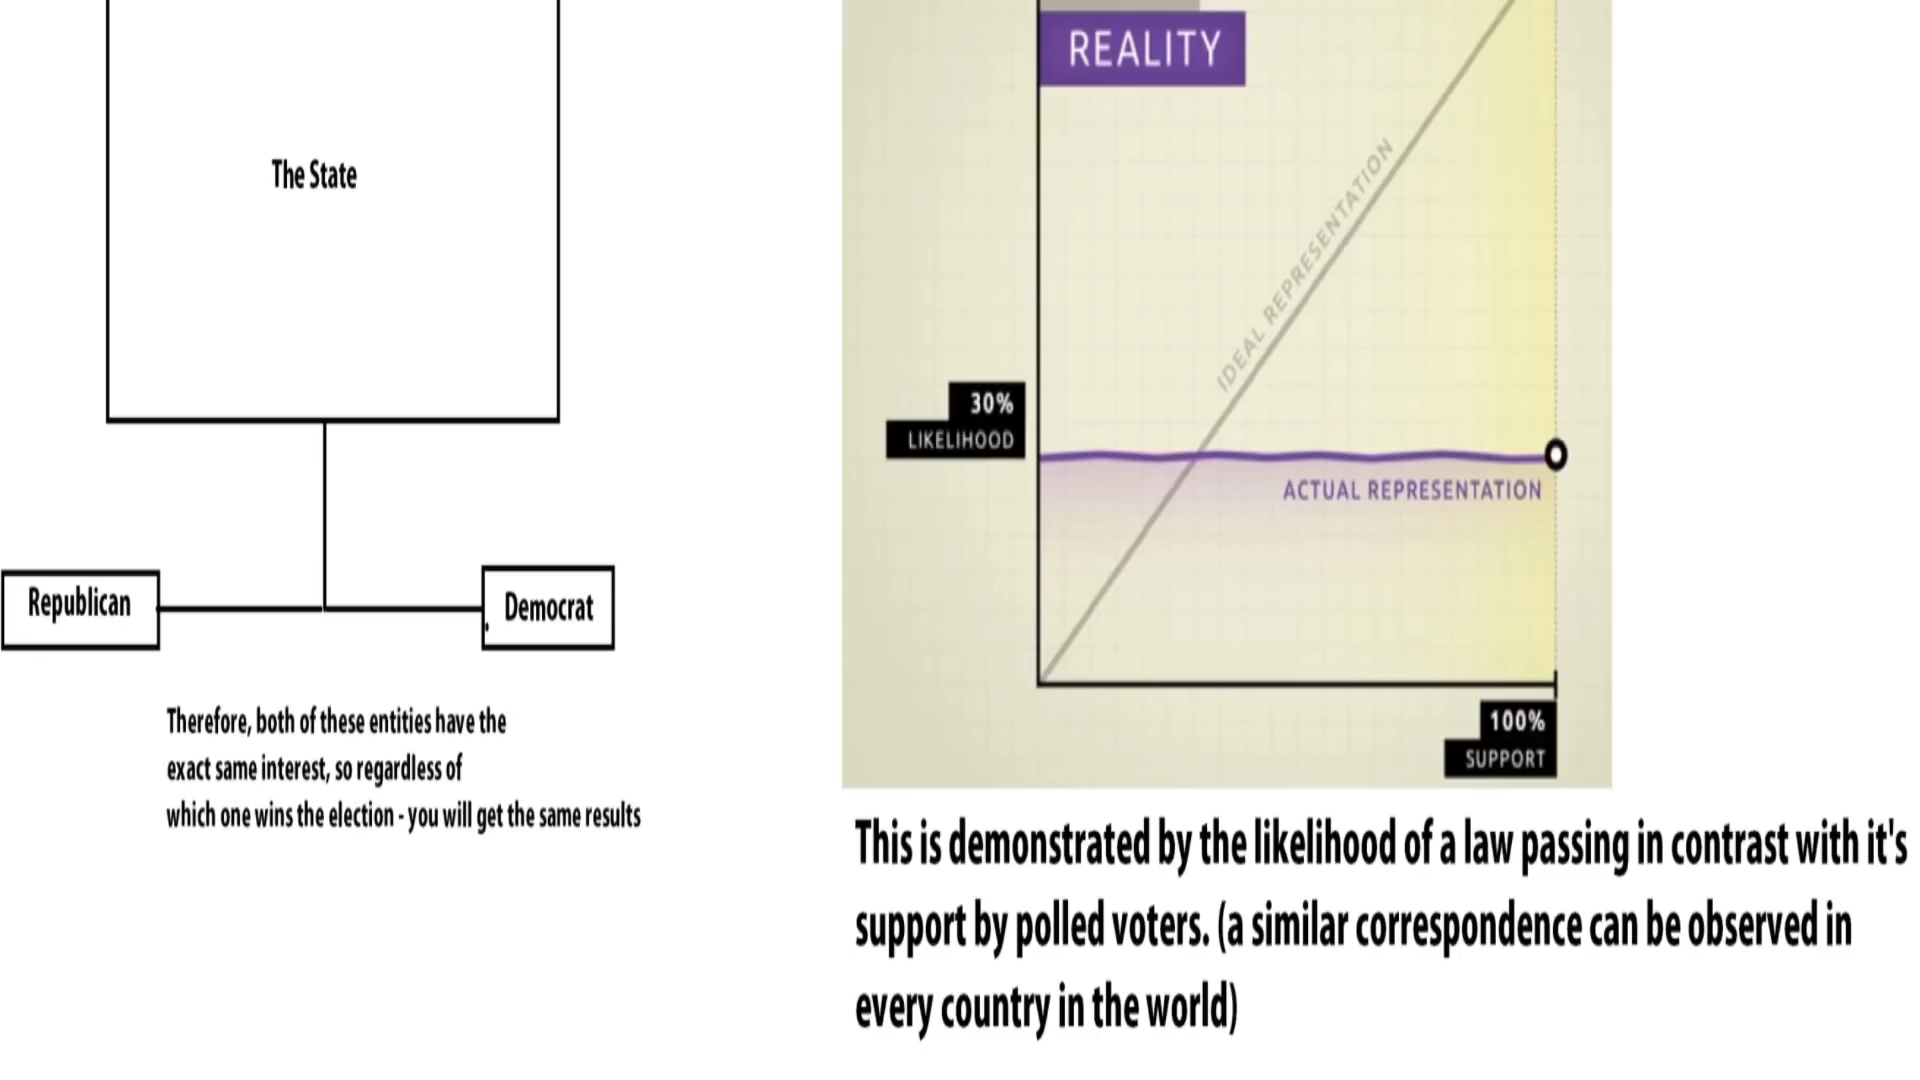 The State
Republican
Democrat
Therefore, both of these entities have the
exact same interest, so regardless of
which one wins the election - you will get the same results
REALITY
IDEAL REPRESENTATION
30%
LIKELIHOOD
ACTUAL REPRESENTATION
100%
SUPPORT
This is demonstrated by the likelihood of a law passing in contrast with it's
support by polled voters. (a similar correspondence can be observed in
every country in the world)